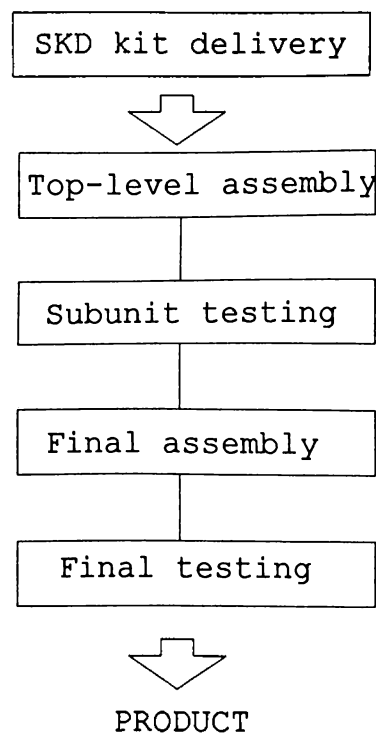 SKD kit delivery
Top-level assembly
Subunit testing
Final assembly
Final testing
PRODUCT